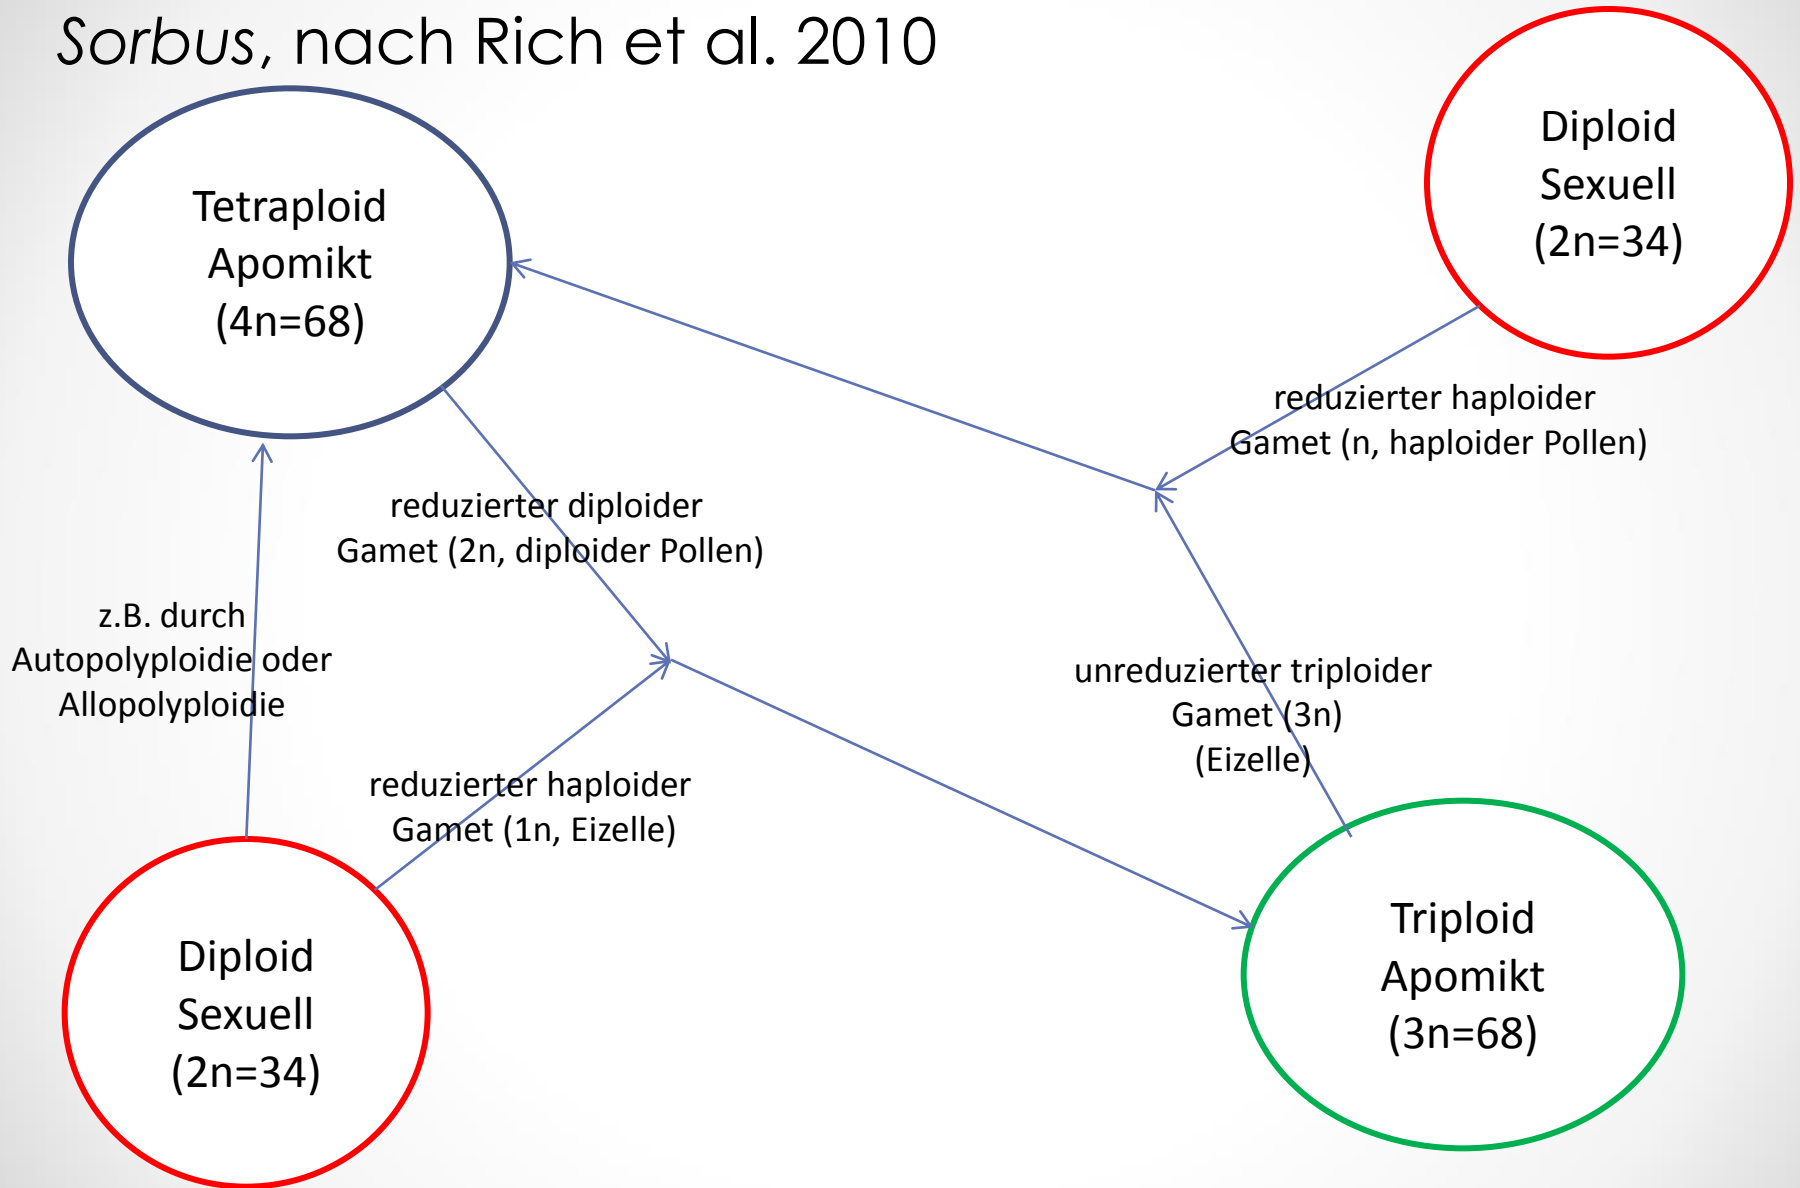 Sorbus, nach Rich et al. 2010
Tetraploid
Apomikt
(4n=68)
Diploid
Sexuell
(2n=34)
reduzierter haploider
Gamet (n, haploider Pollen)
reduzierter diploider
Gamet (2n, diploider Pollen)
z.B. durch
Autopolyploidie oder
Allopolyploidie
unreduzierter triploider
Gamet (3n)
(Eizelle)
reduzierter haploider
Gamet (1n, Eizelle)
Diploid
Sexuell
(2n=34)
Triploid
Apomikt
(3n=68)